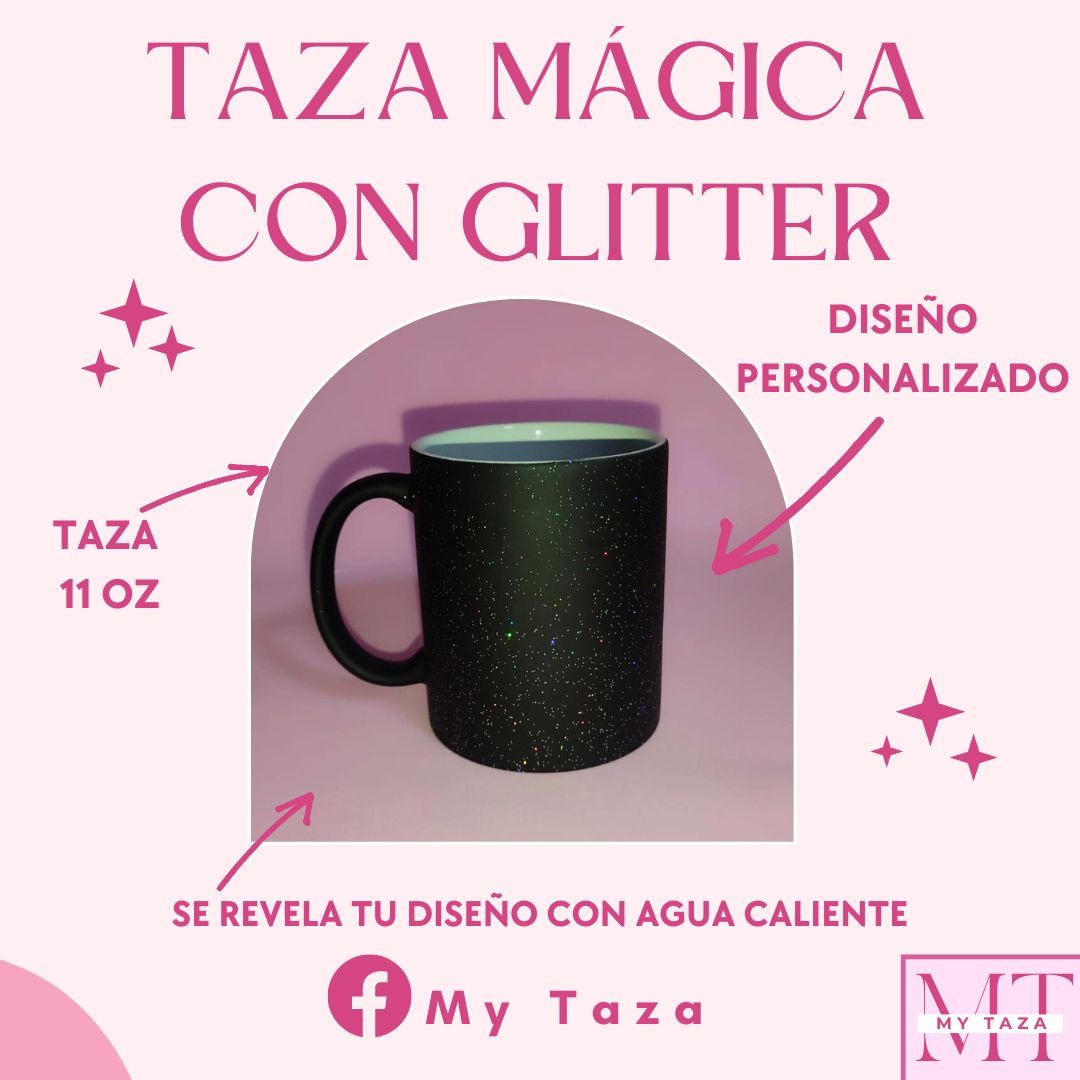 TAZA MÁGICA
CON GLITTER
DISEÑO
PERSONALIZADO
TAZA
11 OZ
SE REVELA TU DISEÑO CON AGUA CALIENTE
My Taza
MT
MY TAZA